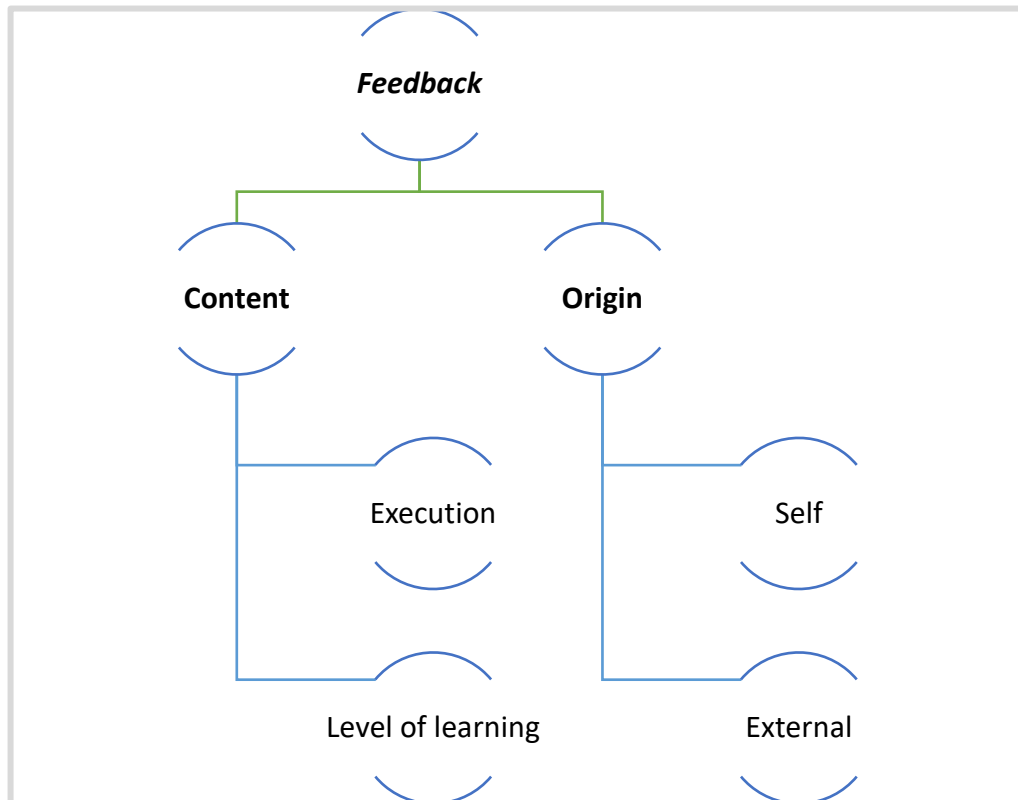 Feedback
Content
Origin
Execution
Self
Level of learning
External